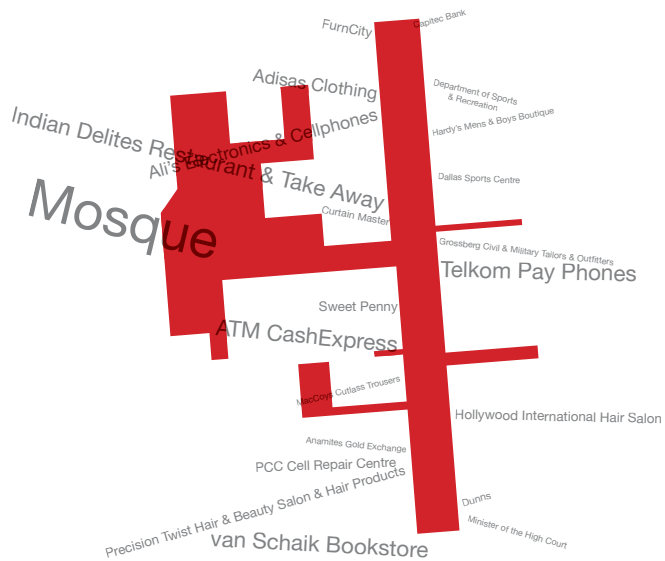 FurnCity
Capitec Bank
Adisas Clothing
Department of Sports
& Recreation
Indian Delites Restaurant & Take Away
Ali's Electronics & Cellphones
Hardy's Mens & Boys Boutique
Dallas Sports Centre
Mosque
Curtain Master
Grossberg Civil & Military Tailors & Outfitters
Telkom Pay Phones
Sweet Penny
ATM CashExpress
MacCoys Cutlass Trousers
Hollywood International Hair Salon
Anamites Gold Exchange
PCC Cell Repair Centre
Precision Twist Hair & Beauty Salon & Hair Products
Dunns
Minister of the High Court
van Schaik Bookstore